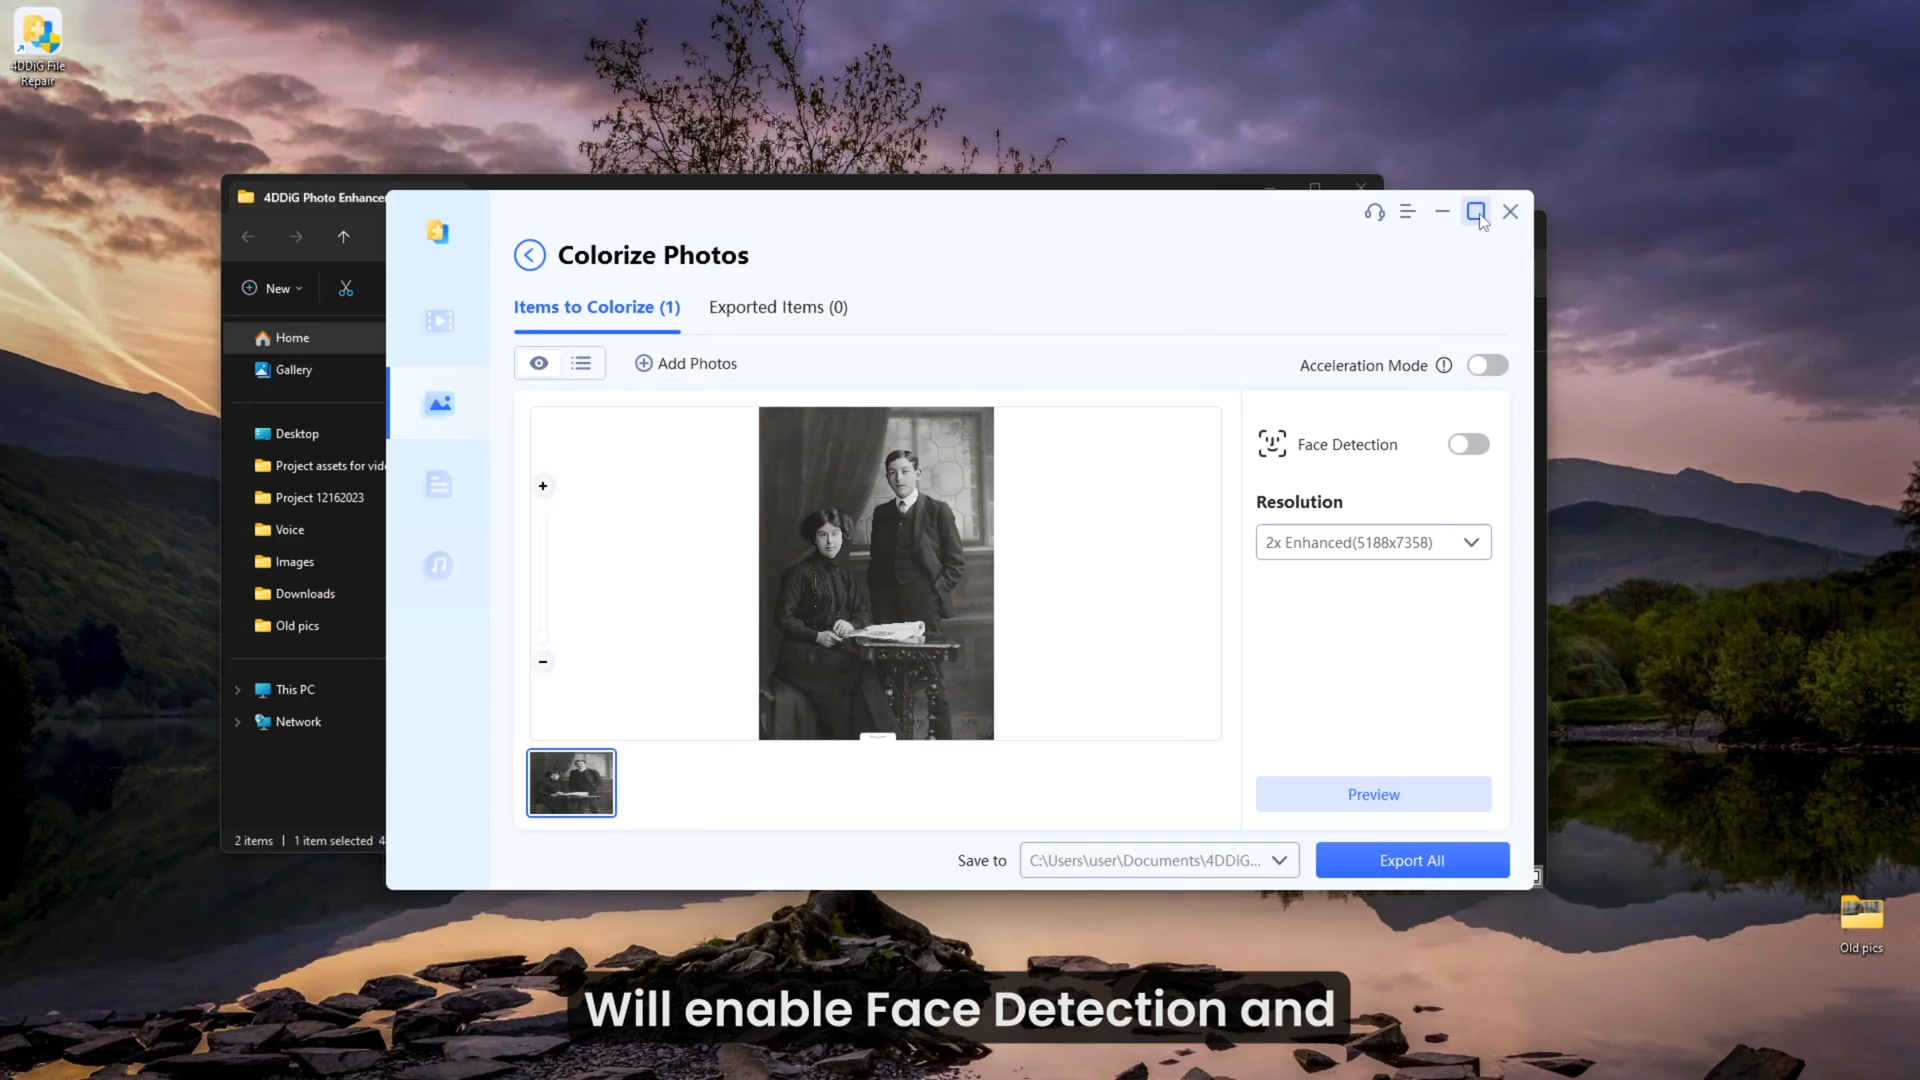 4DDiG File
Repair
4DDiG Photo Enhancer
New
Home
Gallery
Desktop
Project assets for vide
Project 12162023
Voice
Images
Downloads
Old pics
This PC
Network
2 items
1 item selected
Colorize Photos
Items to Colorize (1)
Exported Items (0)
Add Photos
Acceleration Mode
Face Detection
Resolution
2x Enhanced(5188x7358)
Preview
Save to
C:\Users\user\Documents\4DDiG...
Export All
Old pics
Will enable Face Detection and